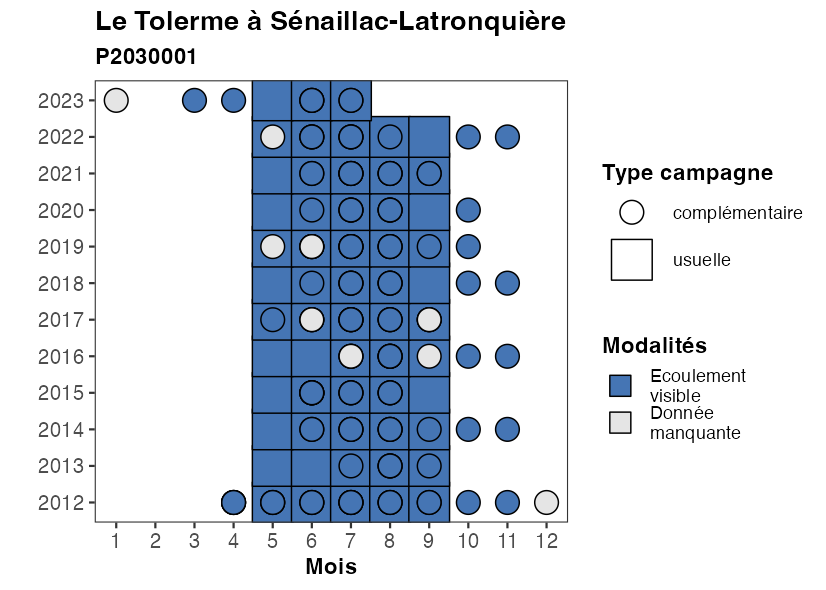 Le Tolerme à Sénaillac-Latronquière
P2030001
2023
2022
2021
2020
2019
2018
2017
2016
2015
2014
2013
2012
1 2 3 4 5 6 7 8 9 10 11 12
Mois
Type campagne
complémentaire
usuelle
Modalités
Ecoulement
visible
Donnée
manquante